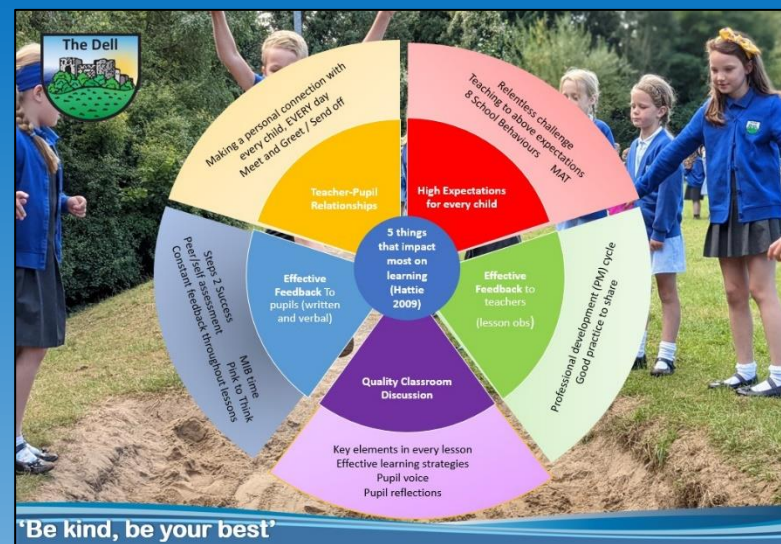 The Dell
Making a personal connection with
every child, EVERY day
Meet and Greet / Send off
Teacher-Pupil
Relationships
Relentless challenge
Teaching to above expectations
8 School Behaviours
MAT
High Expectations
for every child
5 things
that impact
most on
learning
(Hattie
2009)
Effective
Feedback To
pupils (written
and verbal)
Steps 2 Success
Peer/self assessment
Constant feedback throughout lessons
MIB time
Pink to Think
Effective
Feedback to
teachers
(lesson obs)
Professional development (PM) cycle
Good practice to share
Quality Classroom
Discussion
Key elements in every lesson
Effective learning strategies
Pupil voice
Pupil reflections
'Be kind, be your best'